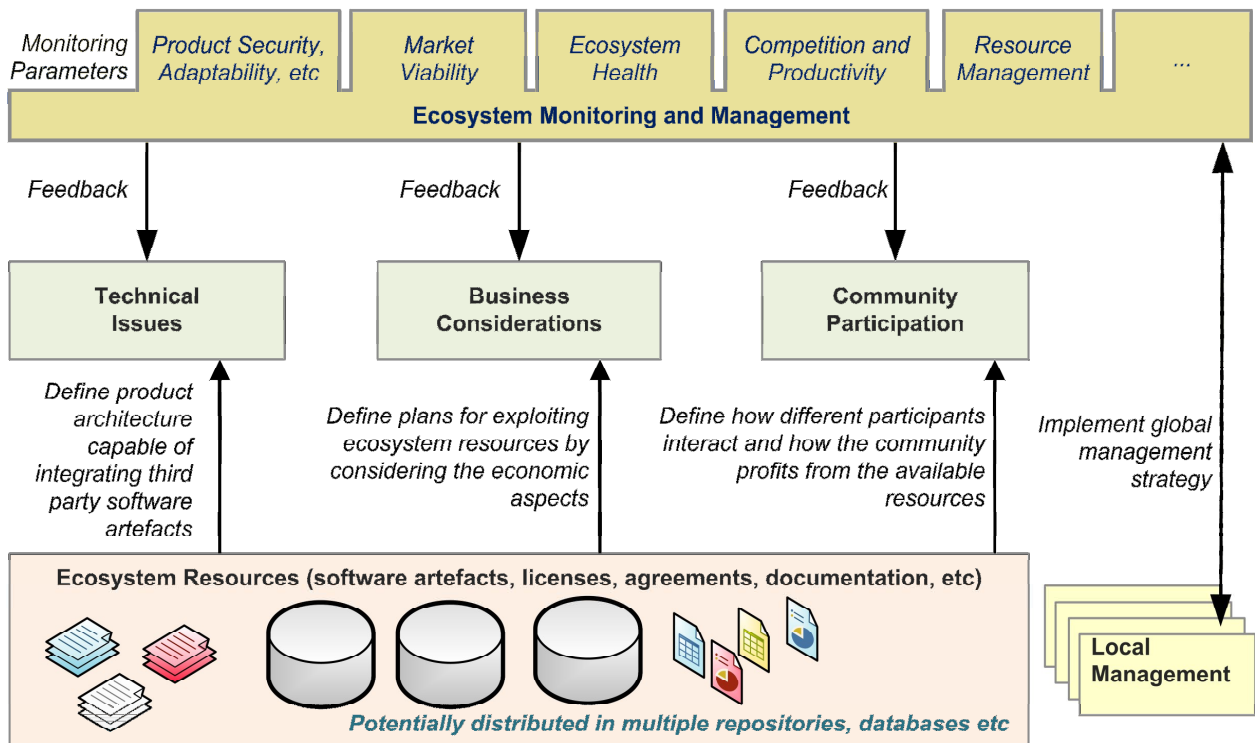 Monitoring
Parameters
Product Security,
Adaptability, etc
Market
Viability
Ecosystem
Health
Competition and
Productivity
Resource
Management
...
Ecosystem Monitoring and Management
Feedback
Feedback
Feedback
Technical
Issues
Business
Considerations
Community
Participation
Define product
architecture
capable of
integrating third
party software
artefacts
Define plans for exploiting
ecosystem resources by
considering the economic
aspects
Define how different participants
interact and how the community
profits from the available
resources
Implement global
management
strategy
Ecosystem Resources (software artefacts, licenses, agreements, documentation, etc)
Potentially distributed in multiple repositories, databases etc
Local
Management